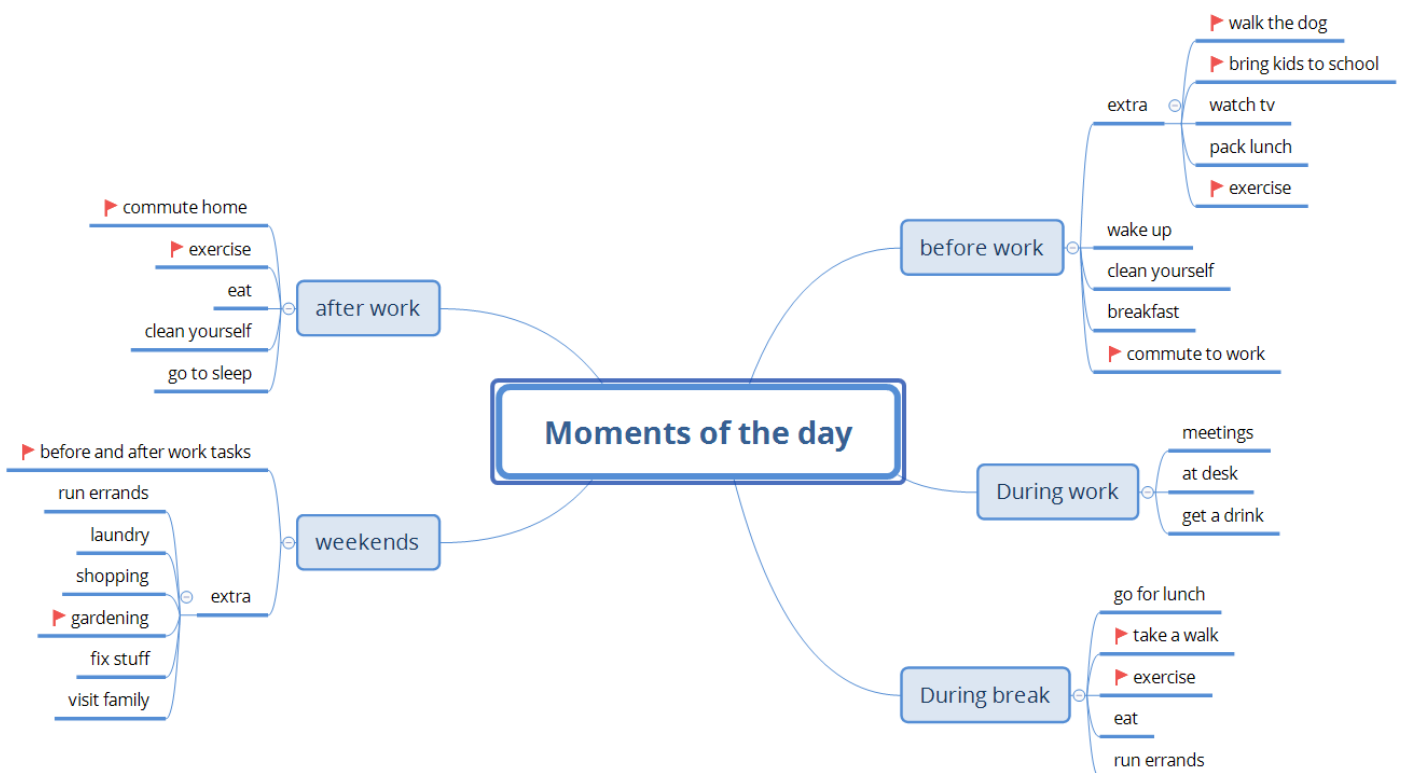 Moments of the day
before work
extra
walk the dog
bring kids to school
watch tv
pack lunch
exercise
wake up
clean yourself
breakfast
commute to work
During work
meetings
at desk
get a drink
During break
go for lunch
take a walk
exercise
eat
run errands
after work
commute home
exercise
eat
clean yourself
go to sleep
weekends
before and after work tasks
extra
run errands
laundry
shopping
gardening
fix stuff
visit family